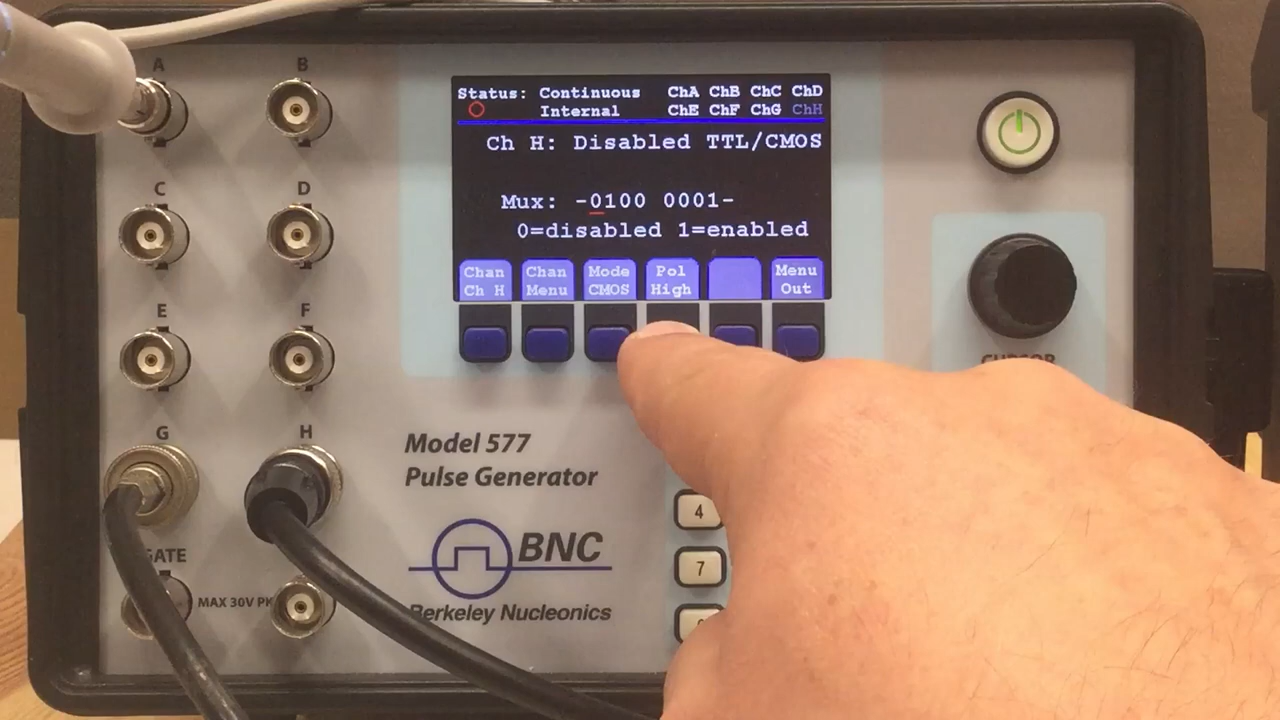 A B
Status: Continuous ChA ChB ChC ChD
Internal ChE ChF ChG ChH
Ch H: Disabled TTL/CMOS
Mux: -0100 0001-
0=disabled 1=enabled
Chan Chan Mode Pol Menu
Ch H Menu CMOS High Out
C D
E F
CURSOR
G H
Model 577
Pulse Generator
4
BNC
GATE
7
MAX 30V PK
Berkeley Nucleonics